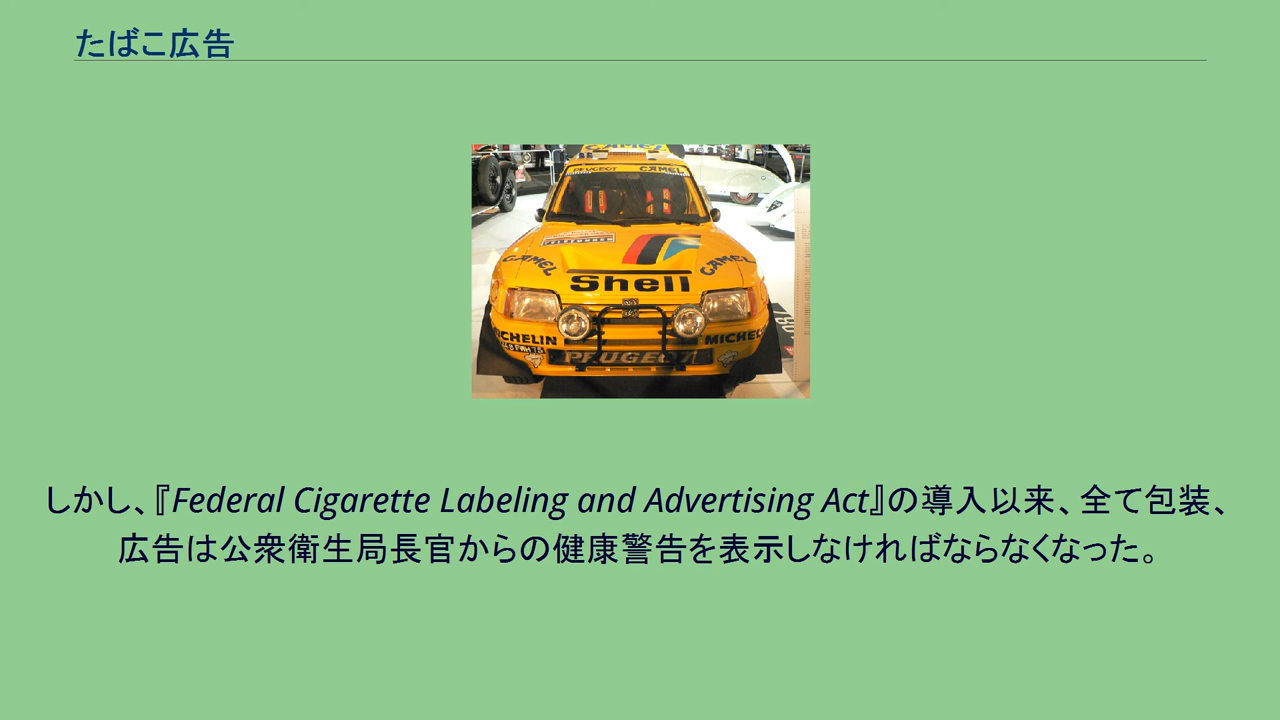 たばこ広告
PEUGEOT CAMEL
CAMEL CAMEL
Shell
MICHELIN MICHEL
PEUGEOT
しかし、『Federal Cigarette Labeling and Advertising Act』の導入以来、全て包装、
広告は公衆衛生局長官からの健康警告を表示しなければならなくなった。